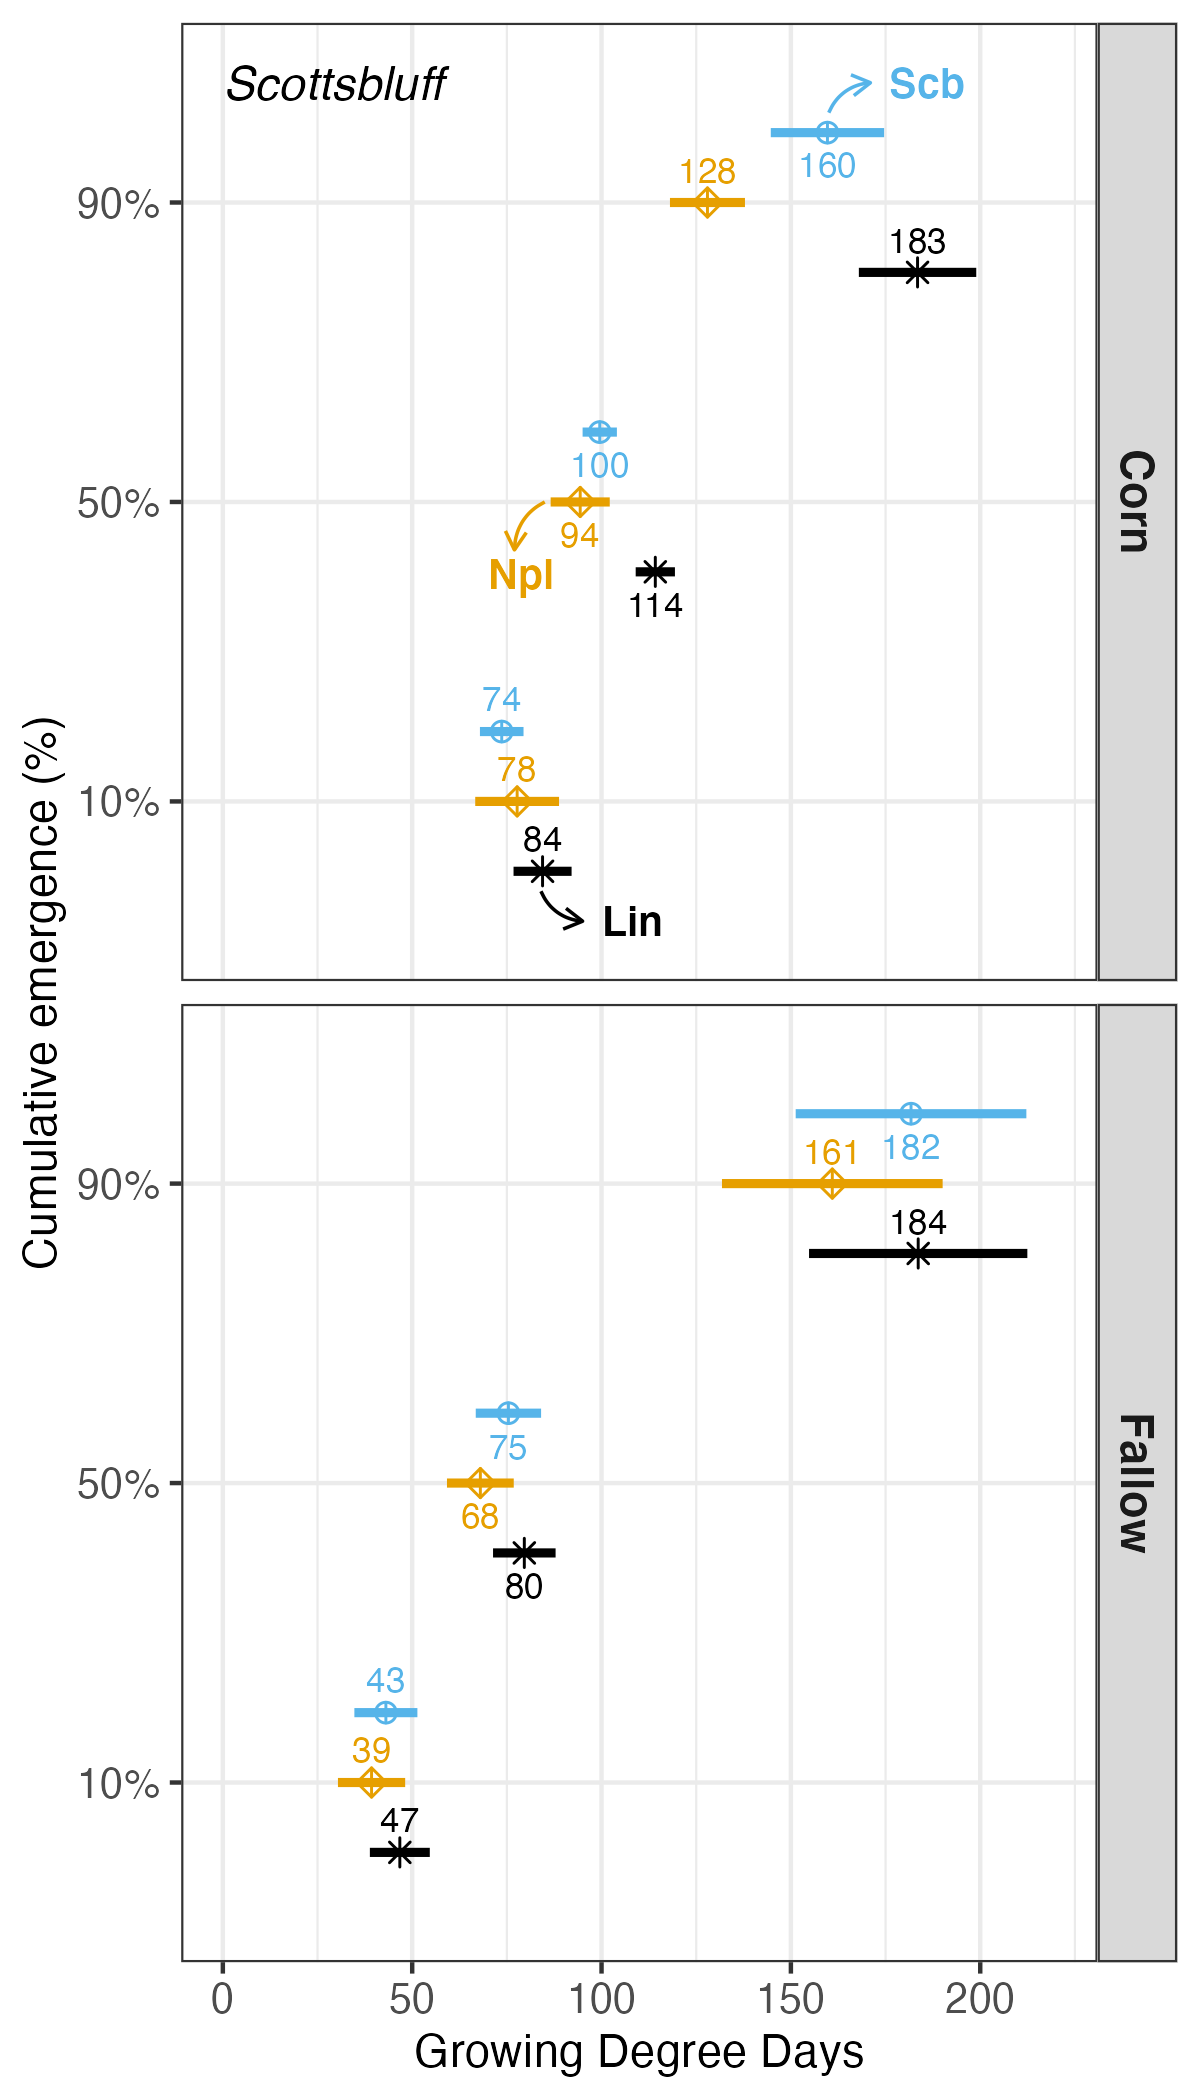 Scottsbluff
Scb
160
128
90%
183
Corn
100
50%
94
Npl
114
74
78
10%
84
Lin
Cumulative emergence (%)
161
182
90%
184
Fallow
75
50%
68
80
43
39
10%
47
0 50 100 150 200
Growing Degree Days